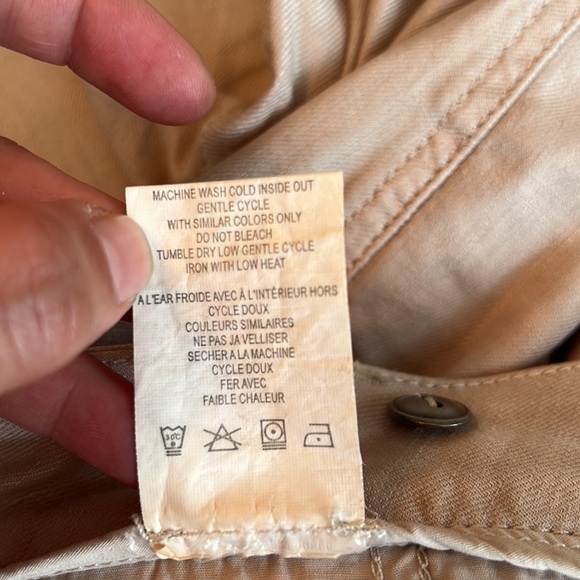 MACHINE WASH COLD INSIDE OUT
GENTLE CYCLE
WITH SIMILAR COLORS ONLY
DO NOT BLEACH
TUMBLE DRY LOW GENTLE CYCLE
IRON WITH LOW HEAT
A L'EAR FROIDE AVEC À L'INTÉRIEUR HORS
CYCLE DOUX
COULEURS SIMILAIRES
NE PAS JA VELLISER
SECHER A LA MACHINE
CYCLE DOUX
FER AVEC
FAIBLE CHALEUR
30°C